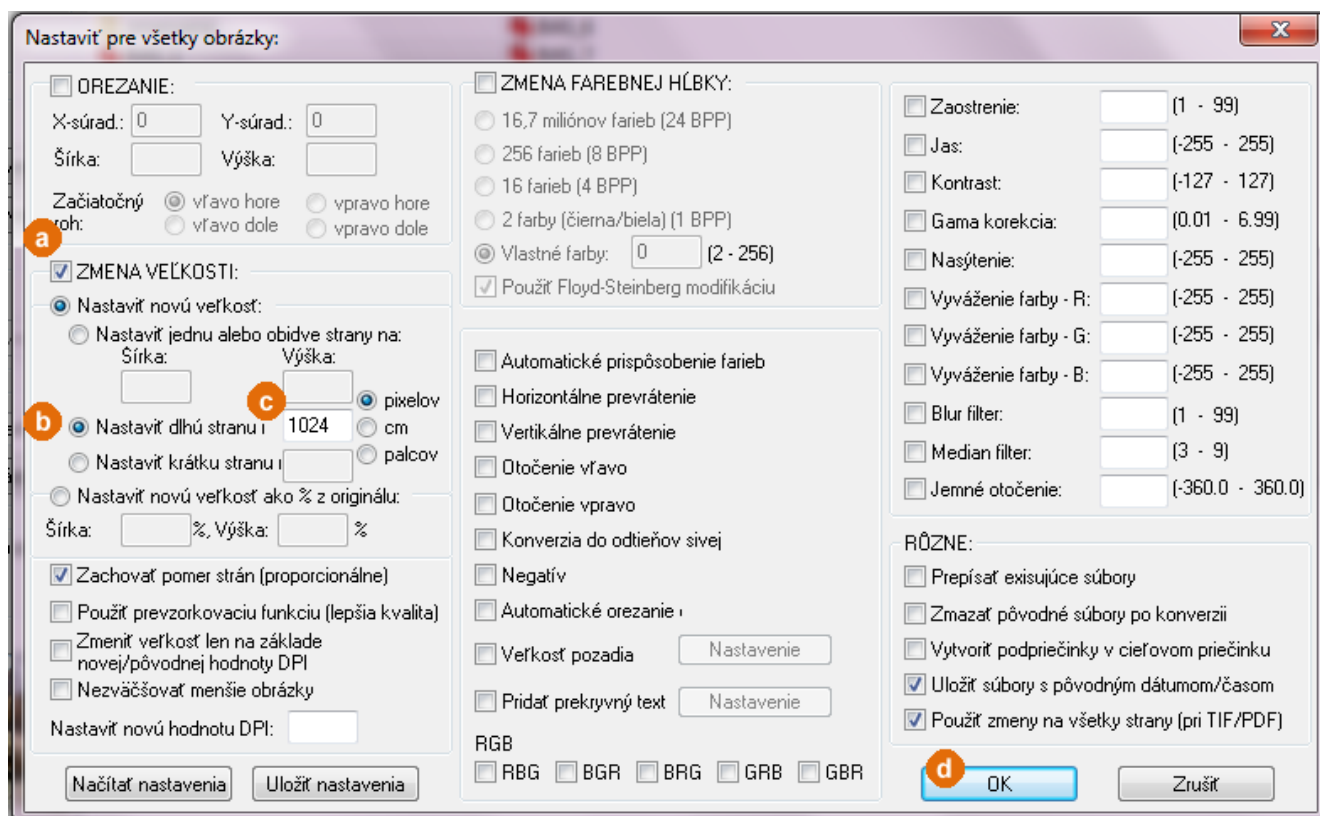 Nastaviť pre všetky obrázky:
OREZANIE:
X-súrad.: 0 Y-súrad.: 0
Šírka: Výška:
Začiatočný roh:
vľavo hore vpravo hore
vľavo dole vpravo dole
a
ZMENA VEĽKOSTI:
Nastaviť novú veľkosť:
Nastaviť jednu alebo obidve strany na:
Šírka: Výška:
c
pixelov
b
Nastaviť dlhú stranu 1024 cm
Nastaviť krátku stranu palcov
Nastaviť novú veľkosť ako % z originálu:
Šírka: %, Výška: %
Zachovať pomer strán (proporcionálne)
Použiť prevzorkovaciu funkciu (lepšia kvalita)
Zmeniť veľkosť len na základe
novej/pôvodnej hodnoty DPI
Nezväčšovať menšie obrázky
Nastaviť novú hodnotu DPI:
Načítať nastavenia Uložiť nastavenia
ZMENA FAREBNEJ HĹBKY:
16,7 miliónov farieb (24 BPP)
256 farieb (8 BPP)
16 farieb (4 BPP)
2 farby (čierna/biela) (1 BPP)
Vlastné farby: 0 (2 - 256)
Použiť Floyd-Steinberg modifikáciu
Automatické prispôsobenie farieb
Horizontálne prevrátenie
Vertikálne prevrátenie
Otočenie vľavo
Otočenie vpravo
Konverzia do odtieňov sivej
Negatív
Automatické orezanie
Veľkosť pozadia Nastavenie
Pridať prekryvný text Nastavenie
RGB
RBG BGR BRG GRB GBR
Zaostrenie: (1 - 99)
Jas: (-255 - 255)
Kontrast: (-127 - 127)
Gama korekcia: (0.01 - 6.99)
Nasýtenie: (-255 - 255)
Vyváženie farby - R: (-255 - 255)
Vyváženie farby - G: (-255 - 255)
Vyváženie farby - B: (-255 - 255)
Blur filter: (1 - 99)
Median filter: (3 - 9)
Jemné otočenie: (-360.0 - 360.0)
RÔZNE:
Prepísať exisujúce súbory
Zmazať pôvodné súbory po konverzii
Vytvoriť podpriečinky v cieľovom priečinku
Uložiť súbory s pôvodným dátumom/časom
Použiť zmeny na všetky strany (pri TIF/PDF)
d
OK Zrušiť